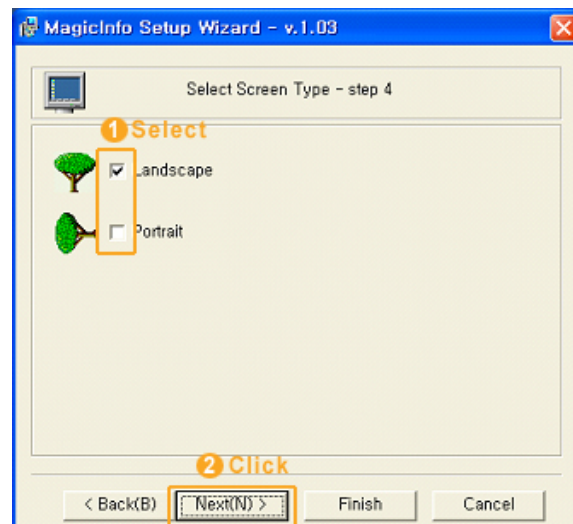 MagicInfo Setup Wizard - v.1.03
Select Screen Type - step 4
1 Select
Landscape
Portrait
2 Click
< Back(B)
Next(N) >
Finish
Cancel